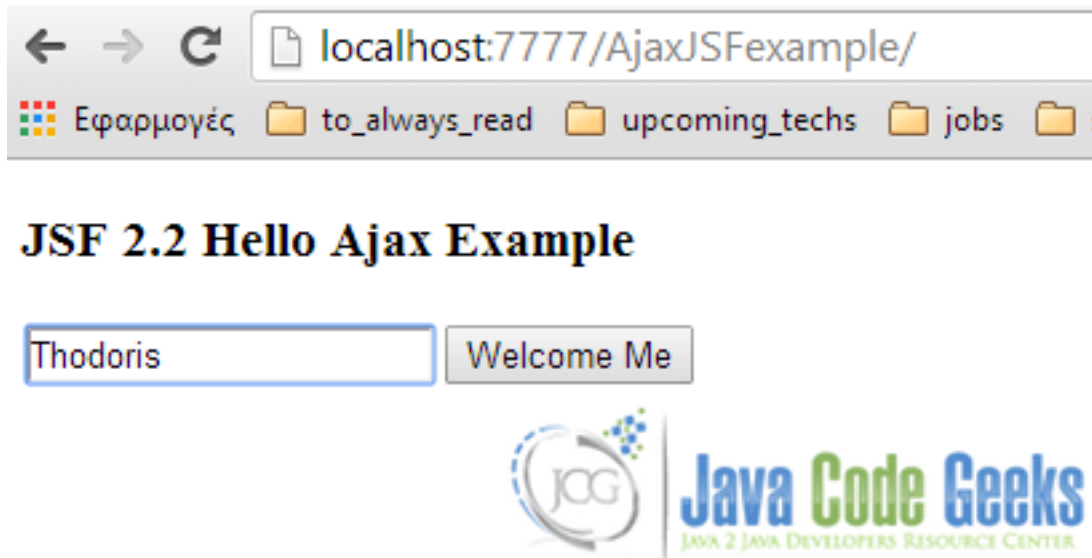 localhost:7777/AjaxJSFexample/
Εφαρμογές to_always_read upcoming_techs jobs
JSF 2.2 Hello Ajax Example
Thodoris Welcome Me
JCG Java Code Geeks
JAVA 2 JAVA DEVELOPERS RESOURCE CENTER